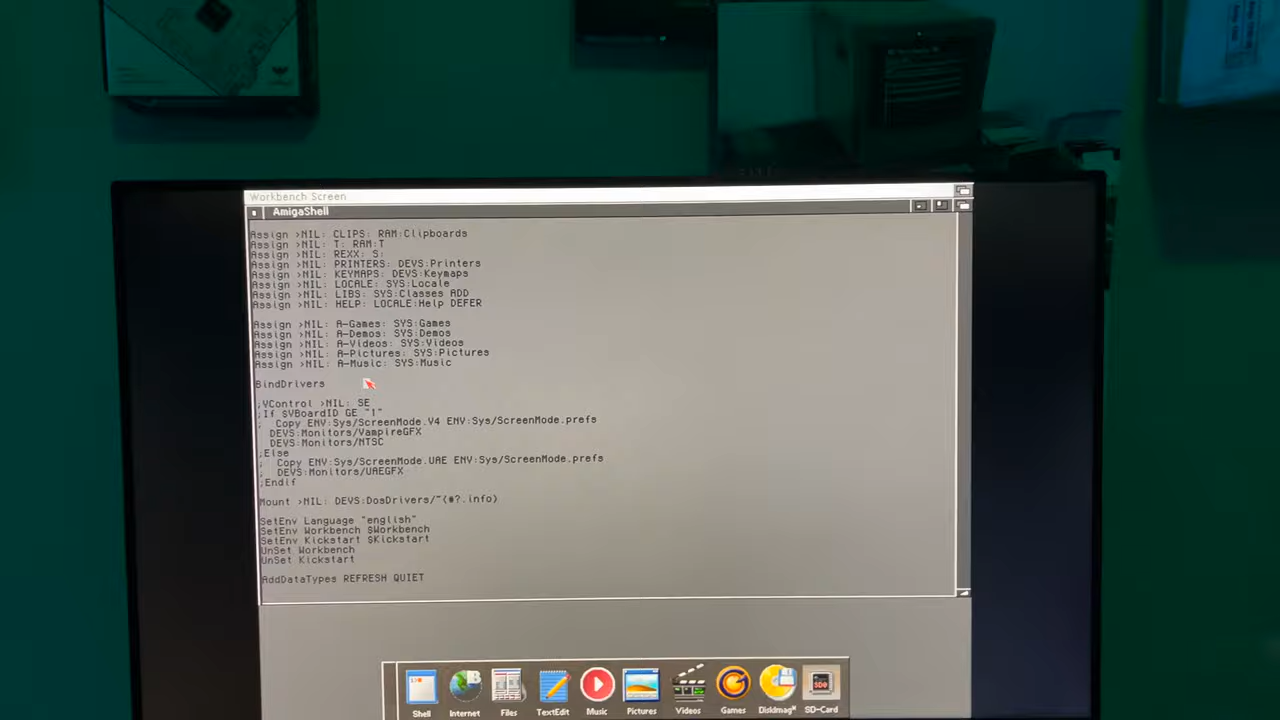 Workbench Screen
AmigaShell
Assign >NIL: CLIPS: RAM:Clipboards
Assign >NIL: T: RAM:T
Assign >NIL: REXX: S:
Assign >NIL: PRINTERS: DEVS:Printers
Assign >NIL: KEYMAPS: DEVS:Keymaps
Assign >NIL: LOCALE: SYS:Locale
Assign >NIL: LIBS: SYS:Classes ADD
Assign >NIL: HELP: LOCALE:Help DEFER
Assign >NIL: A-Games: SYS:Games
Assign >NIL: A-Demos: SYS:Demos
Assign >NIL: A-Videos: SYS:Videos
Assign >NIL: A-Pictures: SYS:Pictures
Assign >NIL: A-Music: SYS:Music
BindDrivers
;VControl >NIL: SE
;If $VBoardID GE "1"
;  Copy ENV:Sys/ScreenMode.V4 ENV:Sys/ScreenMode.prefs
DEVS:Monitors/VampireGFX
DEVS:Monitors/NTSC
;Else
;  Copy ENV:Sys/ScreenMode.UAE ENV:Sys/ScreenMode.prefs
;  DEVS:Monitors/UAEGFX
;Endif
Mount >NIL: DEVS:DosDrivers/~(#?.info)
SetEnv Language "english"
SetEnv Workbench $Workbench
SetEnv Kickstart $Kickstart
UnSet Workbench
UnSet Kickstart
AddDataTypes REFRESH QUIET
Shell Internet Files TextEdit Music Pictures Videos Games SD-Card